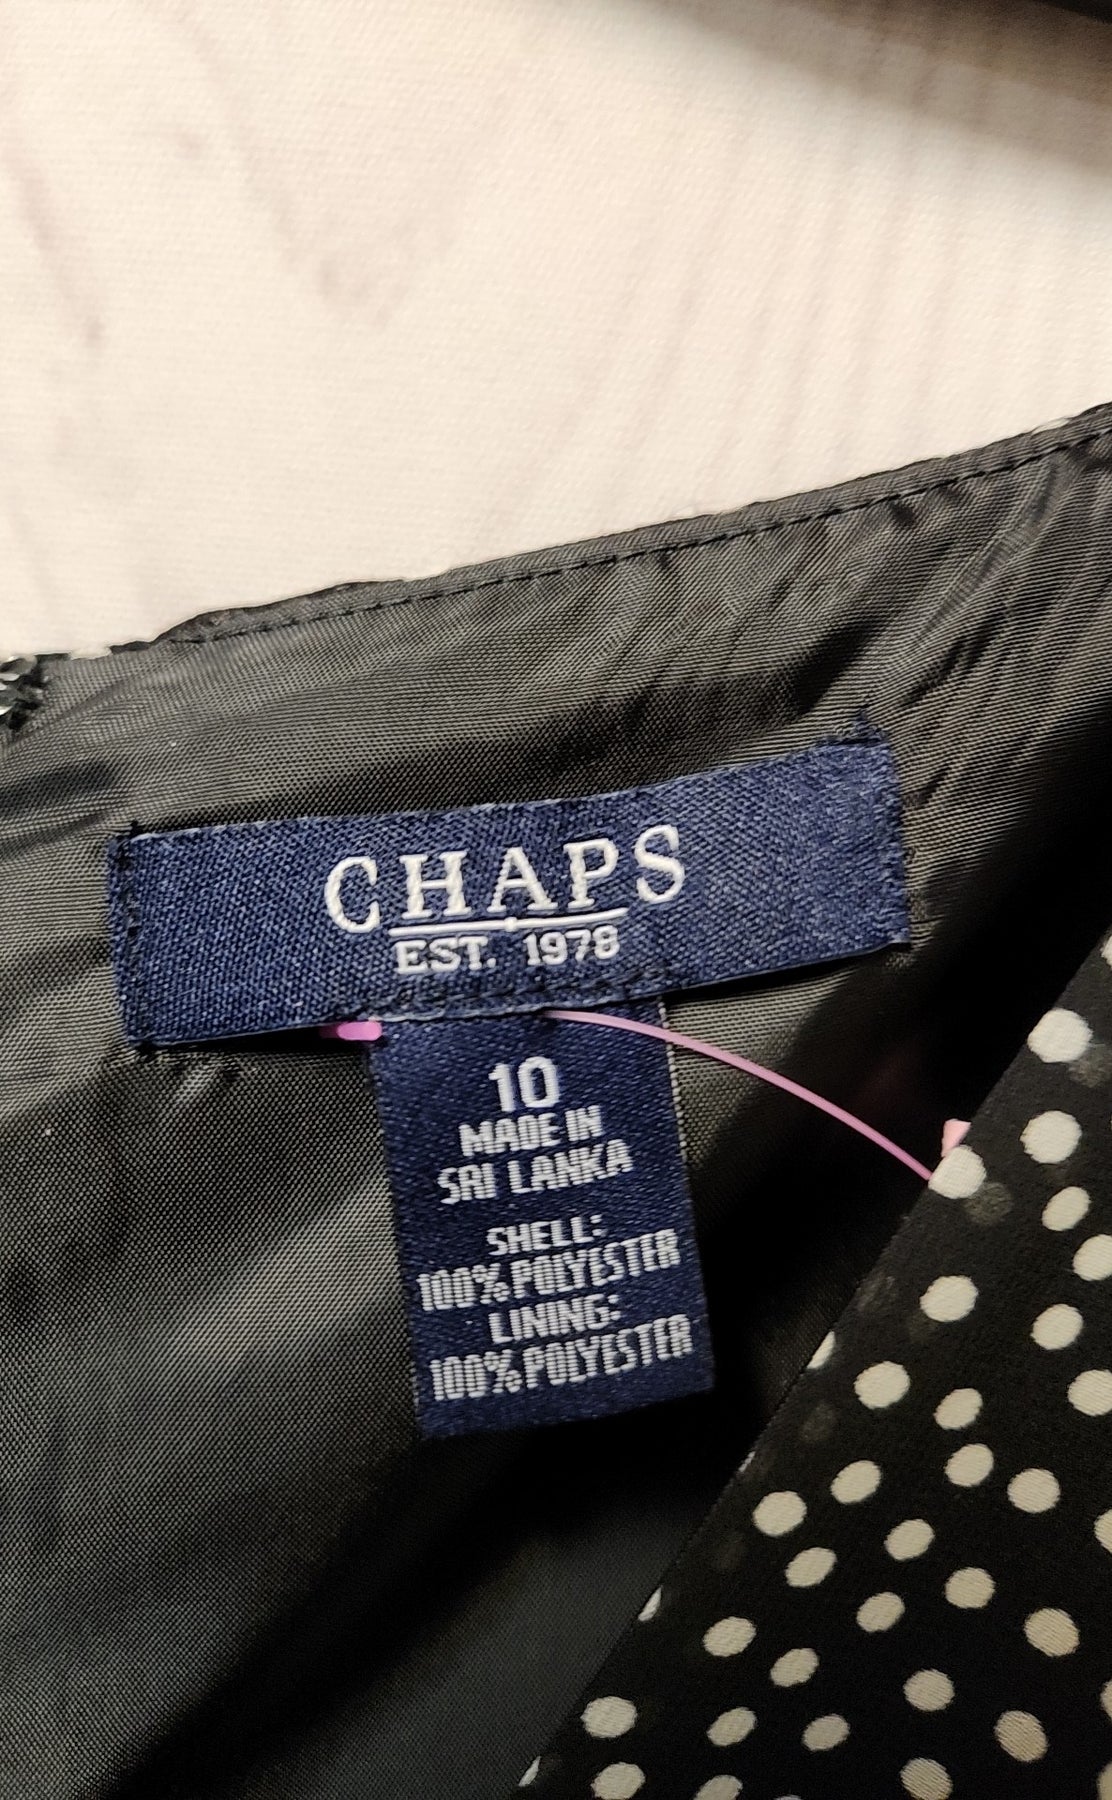 CHAPS
EST. 1978
10
MADE IN
SRI LANKA
SHELL:
100% POLYESTER
LINING:
100% POLYESTER